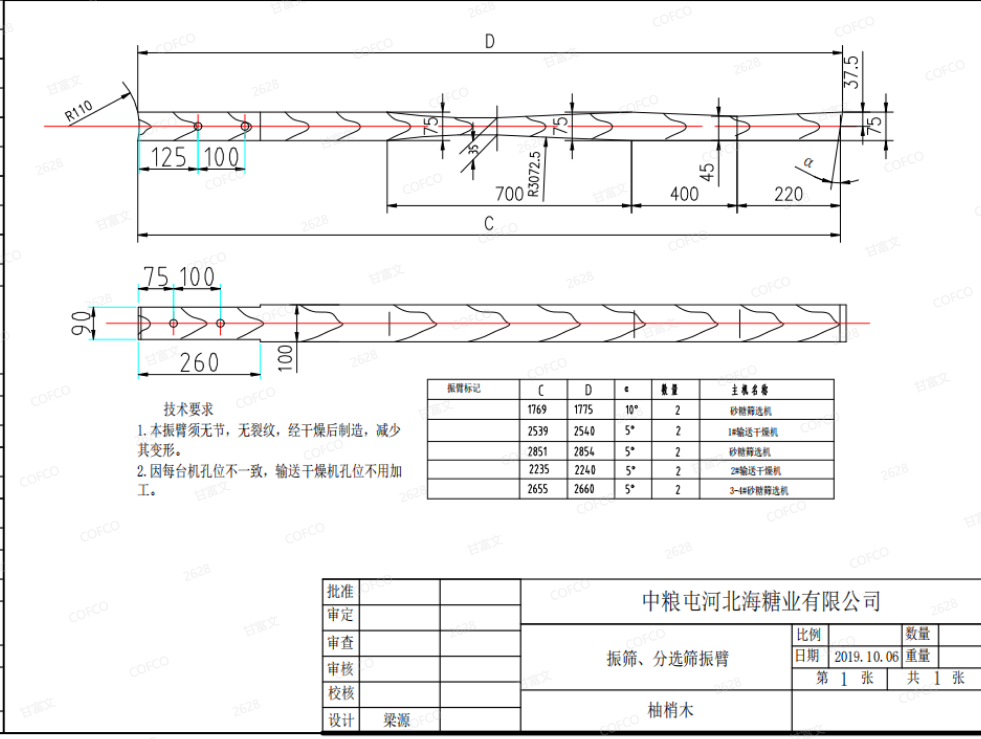 D
R110
75
35
75
R3072.5
45
37.5
75
α
125
100
700
400
220
C
75
100
90
260
100
技术要求
1.本振臂须无节，无裂纹，经干燥后制造，减少
其变形。
2.因每台机孔位不一致，输送干燥机孔位不用加
工。
振臂标记 C D α 数量 主机名称
1769 1775 10° 2 砂糖筛选机
2539 2540 5° 2 1#输送干燥机
2851 2854 5° 2 砂糖筛选机
2235 2240 5° 2 2#输送干燥机
2655 2660 5° 2 3-4#砂糖筛选机
批准
审定
审查
审核
校核
设计 梁源
中粮屯河北海糖业有限公司
振筛、分选筛振臂
柚梢木
比例 数量
日期 2019.10.06 重量
第 1 张 共 1 张
COFCO
甘富文
2628